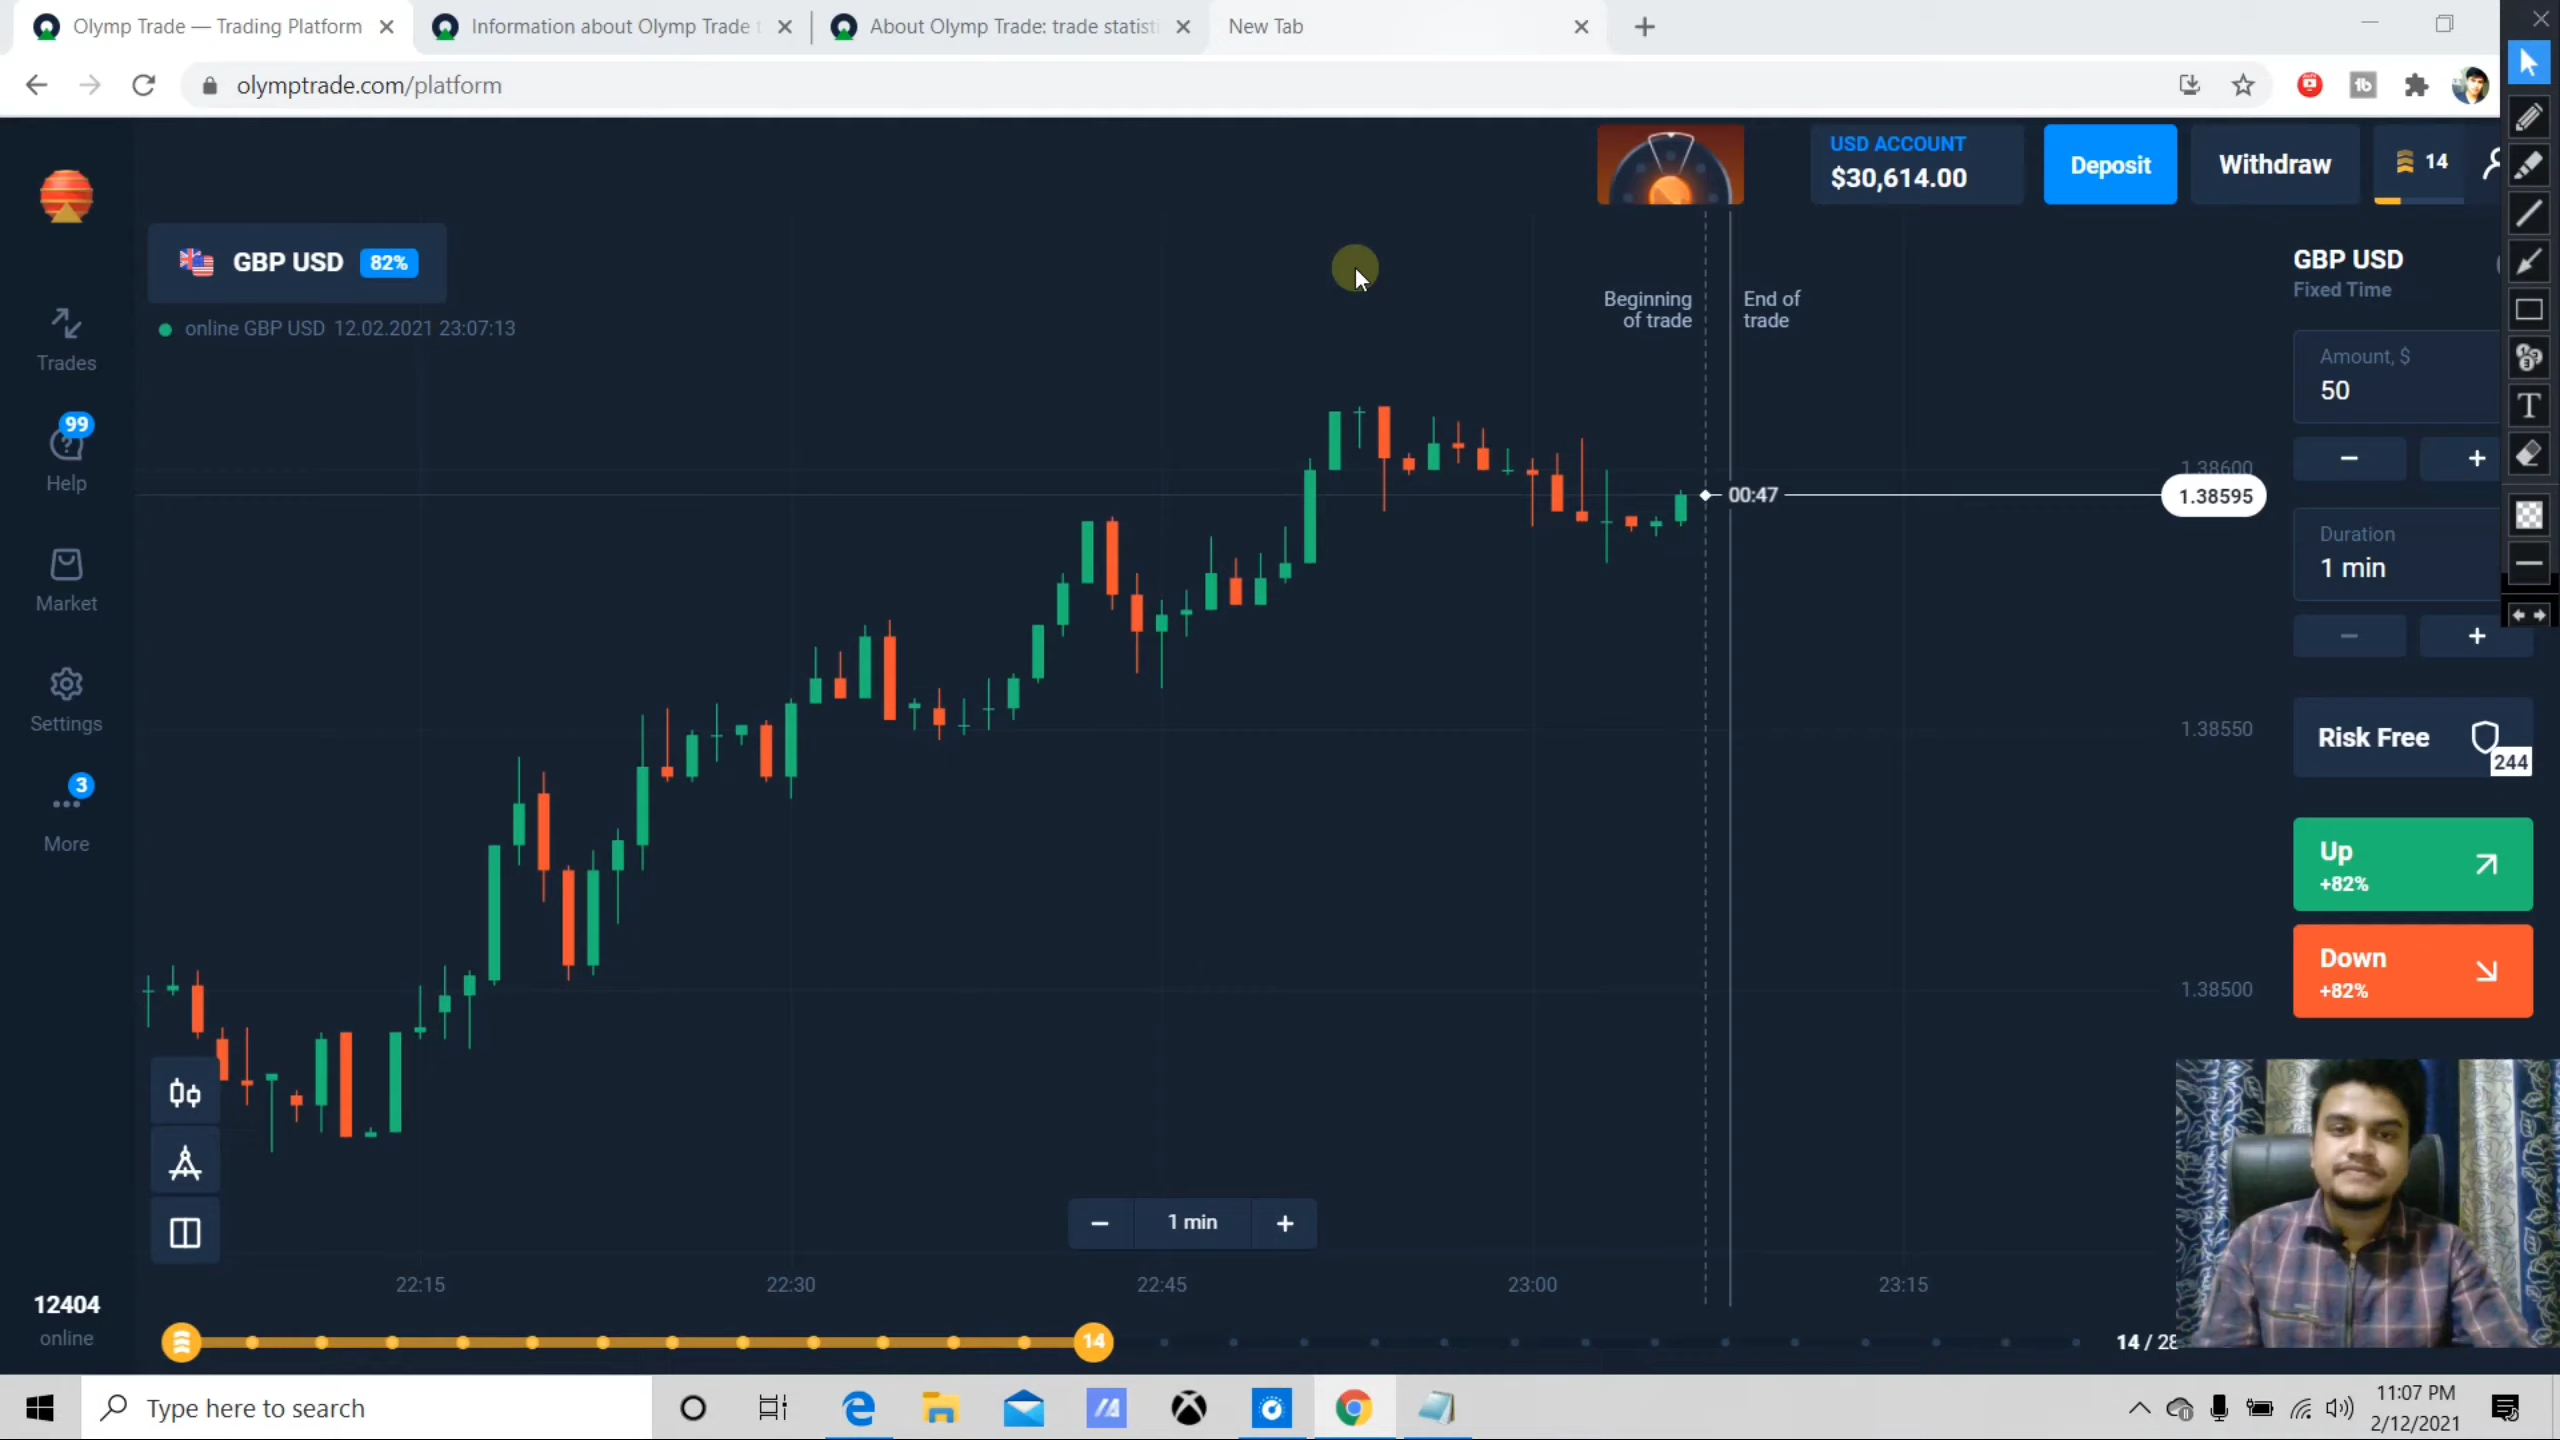 Olymp Trade — Trading Platform
Information about Olymp Trade t
About Olymp Trade: trade statisti
New Tab
olymptrade.com/platform
USD ACCOUNT
$30,614.00
Deposit
Withdraw
14
GBP USD 82%
online GBP USD 12.02.2021 23:07:13
Beginning
of trade
End of
trade
00:47
1.38600
1.38595
1.38550
1.38500
Trades
99
Help
Market
Settings
3
More
12404
online
GBP USD
Fixed Time
Amount, $
50
Duration
1 min
Risk Free
244
Up
+82%
Down
+82%
1 min
22:15
22:30
22:45
23:00
23:15
14
14 / 28
Type here to search
11:07 PM
2/12/2021